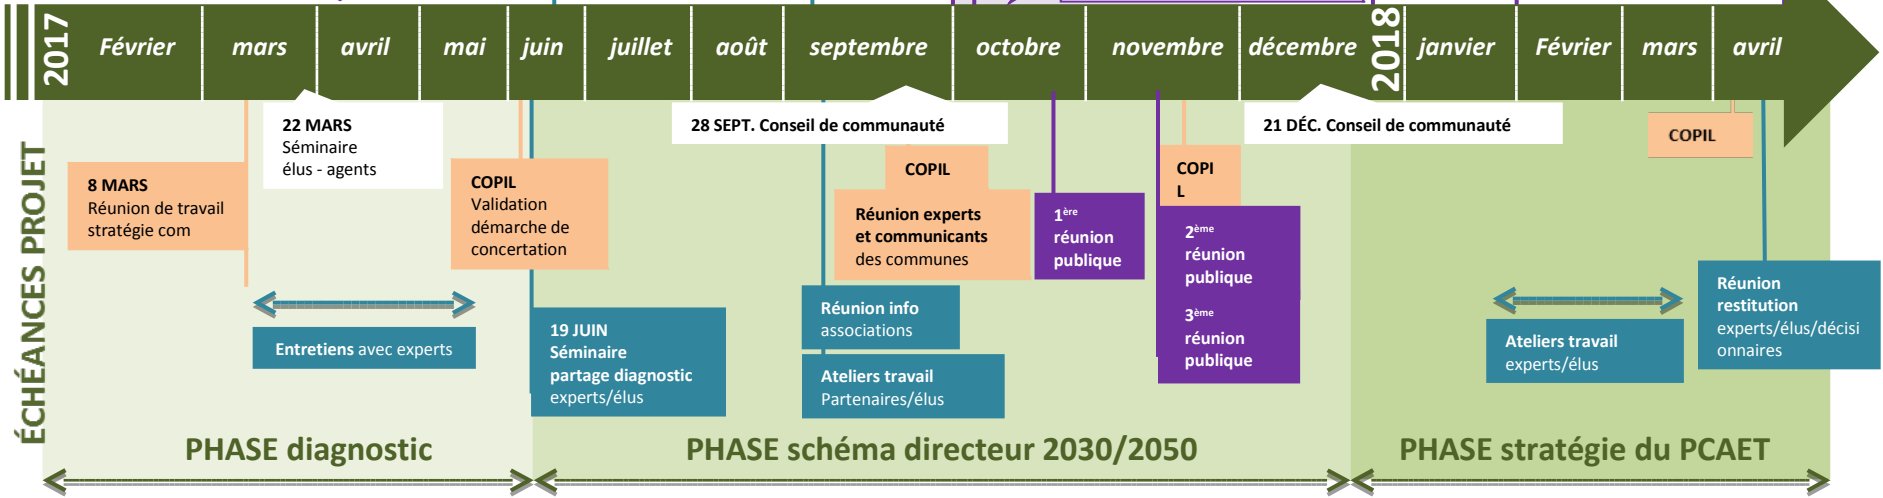 2017
Février
mars
avril
mai
juin
juillet
août
septembre
octobre
novembre
décembre
2018
janvier
Février
mars
avril
ÉCHÉANCES PROJET
8 MARS
Réunion de travail
stratégie com
22 MARS
Séminaire
élus - agents
Entretiens avec experts
COPIL
Validation
démarche de
concertation
19 JUIN
Séminaire
partage diagnostic
experts/élus
28 SEPT. Conseil de communauté
COPIL
Réunion experts
et communicants
des communes
Réunion info
associations
Ateliers travail
Partenaires/élus
1ère
réunion
publique
COPI
L
2ème
réunion
publique
3ème
réunion
publique
21 DÉC. Conseil de communauté
COPIL
Ateliers travail
experts/élus
Réunion
restitution
experts/élus/décisi
onnaires
PHASE diagnostic
PHASE schéma directeur 2030/2050
PHASE stratégie du PCAET